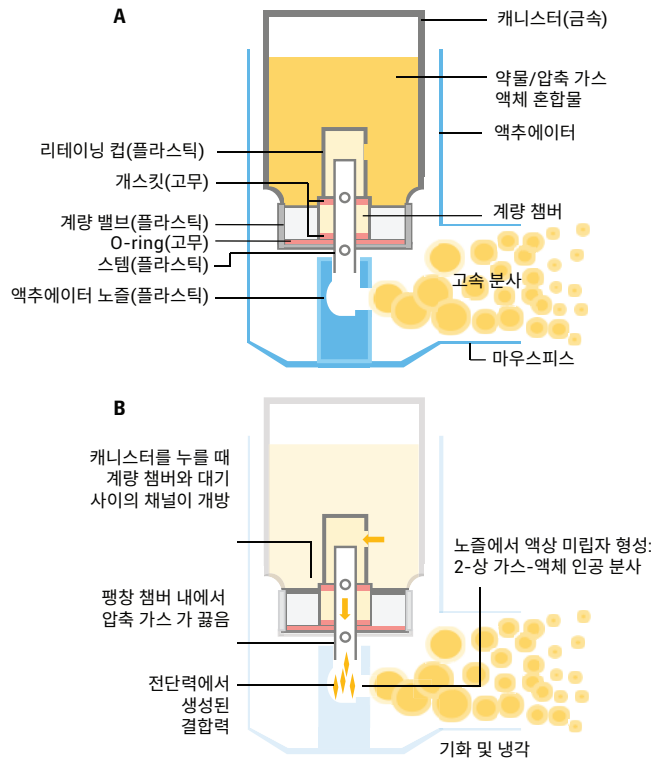 A
캐니스터(금속)
약물/압축 가스
액체 혼합물
액추에이터
리테이닝 컵(플라스틱)
개스킷(고무)
계량 챔버
계량 밸브(플라스틱)
O-ring(고무)
스템(플라스틱)
고속 분사
액추에이터 노즐(플라스틱)
마우스피스
B
캐니스터를 누를 때
계량 챔버와 대기
사이의 채널이 개방
노즐에서 액상 미립자 형성:
2-상 가스-액체 인공 분사
팽창 챔버 내에서
압축 가스 가 끓음
전단력에서
생성된
결합력
기화 및 냉각